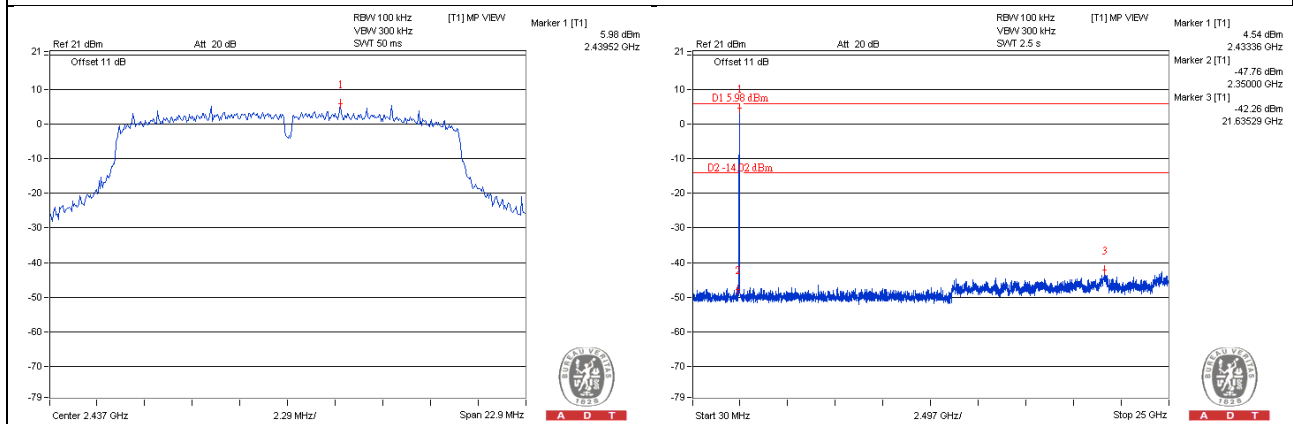 RBW 100 kHz
[T1] MP VIEW
Marker 1 [T1]
VBW 300 kHz
5.98 dBm
Ref 21 dBm
Att 20 dB
SWT 50 ms
2.43952 GHz
21
Offset 11 dB
10
0
-10
-20
-30
-40
-50
-60
-70
-79
1
Center 2.437 GHz
2.29 MHz/
Span 22.9 MHz
BUREAU VERITAS
1828
A D T
RBW 100 kHz
[T1] MP VIEW
Marker 1 [T1]
VBW 300 kHz
4.54 dBm
Ref 21 dBm
Att 20 dB
SWT 2.5 s
2.43336 GHz
Marker 2 [T1]
-47.76 dBm
2.35000 GHz
Marker 3 [T1]
-42.26 dBm
21.63529 GHz
21
Offset 11 dB
10
0
-10
-20
-30
-40
-50
-60
-70
-79
1
D1 5.98 dBm
D2 -14.02 dBm
2
3
Start 30 MHz
2.497 GHz/
Stop 25 GHz
BUREAU VERITAS
1828
A D T